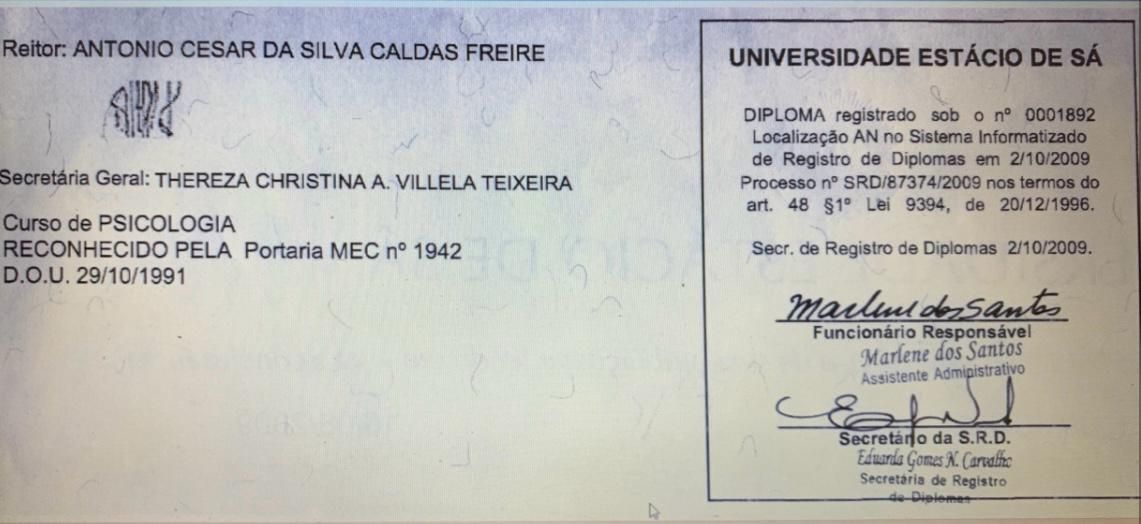 Reitor: ANTONIO CESAR DA SILVA CALDAS FREIRE
Secretária Geral: THEREZA CHRISTINA A. VILLELA TEIXEIRA
Curso de PSICOLOGIA
RECONHECIDO PELA Portaria MEC nº 1942
D.O.U. 29/10/1991
UNIVERSIDADE ESTÁCIO DE SÁ
DIPLOMA registrado sob o nº 0001892
Localização AN no Sistema Informatizado
de Registro de Diplomas em 2/10/2009
Processo nº SRD/87374/2009 nos termos do
art. 48 §1º Lei 9394, de 20/12/1996.
Secr. de Registro de Diplomas 2/10/2009.
Marlene dos Santos
Funcionário Responsável
Marlene dos Santos
Assistente Administrativo
Secretário da S.R.D.
Eduarda Gomes N. Carvalho
Secretária de Registro
de Diplomas